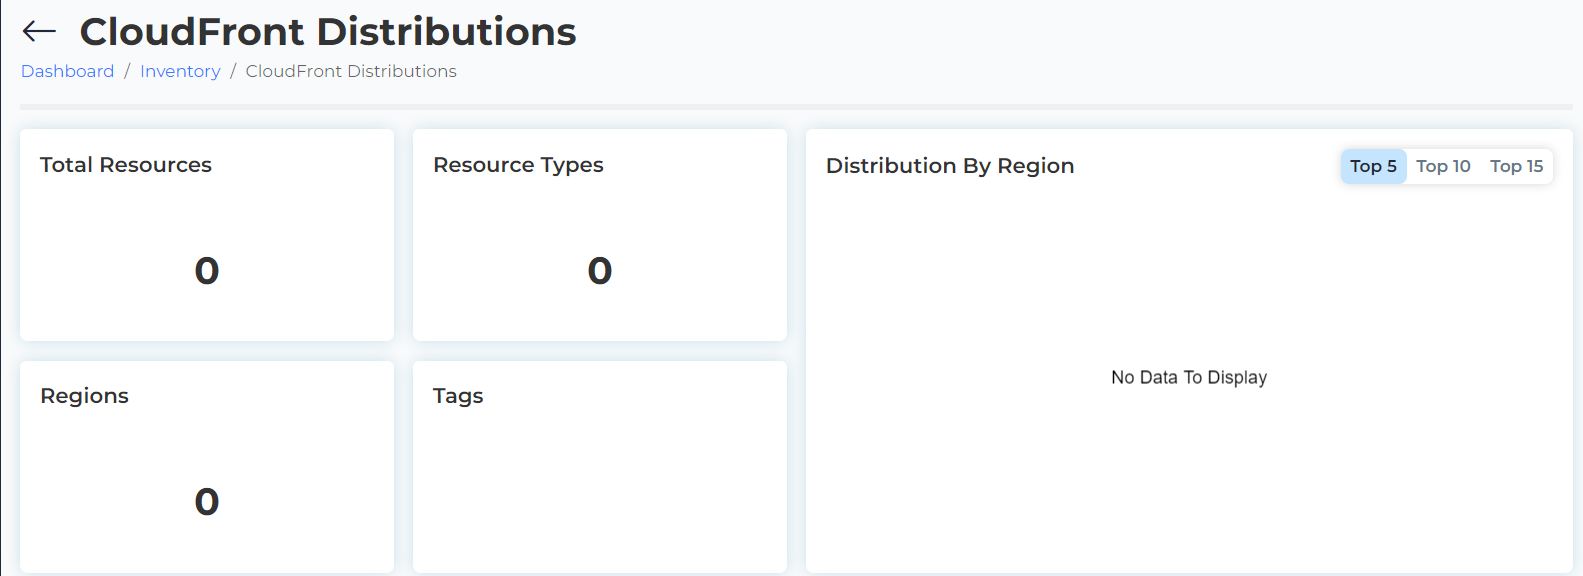 CloudFront Distributions
Dashboard / Inventory / CloudFront Distributions
Total Resources
0
Resource Types
0
Distribution By Region
Top 5 Top 10 Top 15
No Data To Display
Regions
0
Tags